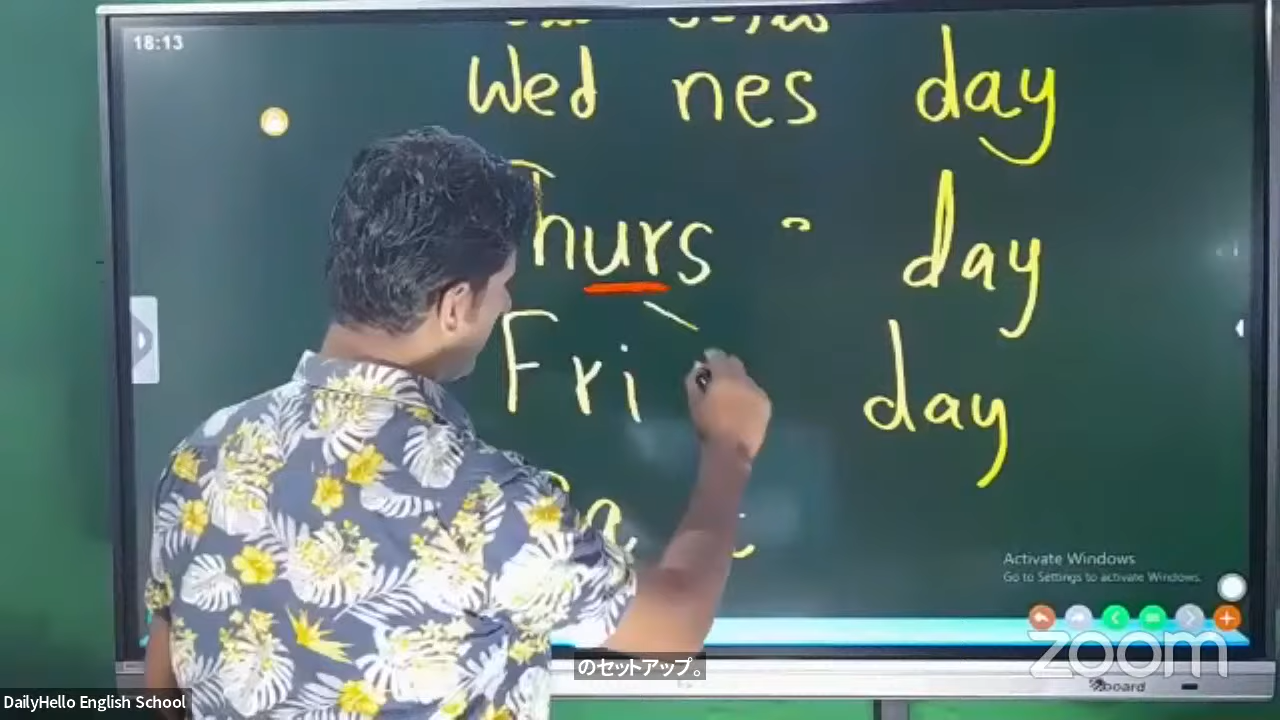 18:13
Wed nes day
Thurs day
Fri day
Activate Windows
Go to Settings to activate Windows.
zoom
のセットアップ。
DailyHello English School